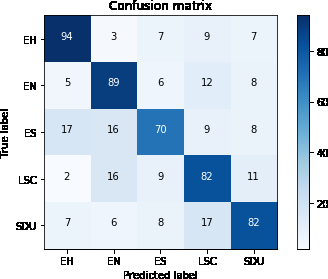 Confusion matrix
EH 94 3 7 9 7
EN 5 89 6 12 8
ES 17 16 70 9 8
LSC 2 16 9 82 11
SDU 7 6 8 17 82
EH EN ES LSC SDU
True label
Predicted label
80
60
40
20